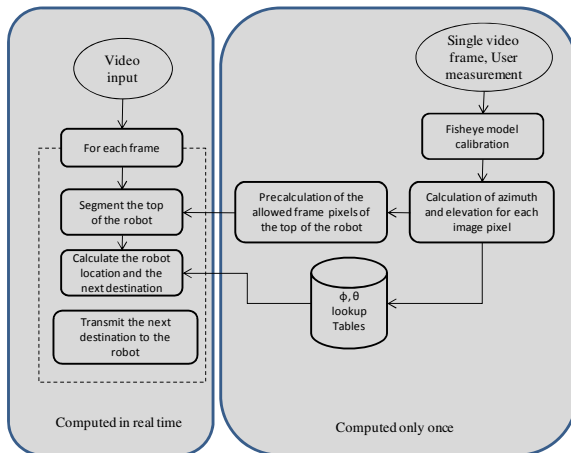 Video
input
For each frame
Segment the top
of the robot
Calculate the robot
location and the
next destination
Transmit the next
destination to the
robot
Computed in real time
Single video
frame, User
measurement
Fisheye model
calibration
Calculation of azimuth
and elevation for each
image pixel
Precalculation of the
allowed frame pixels of
the top of the robot
ϕ, θ
lookup
Tables
Computed only once